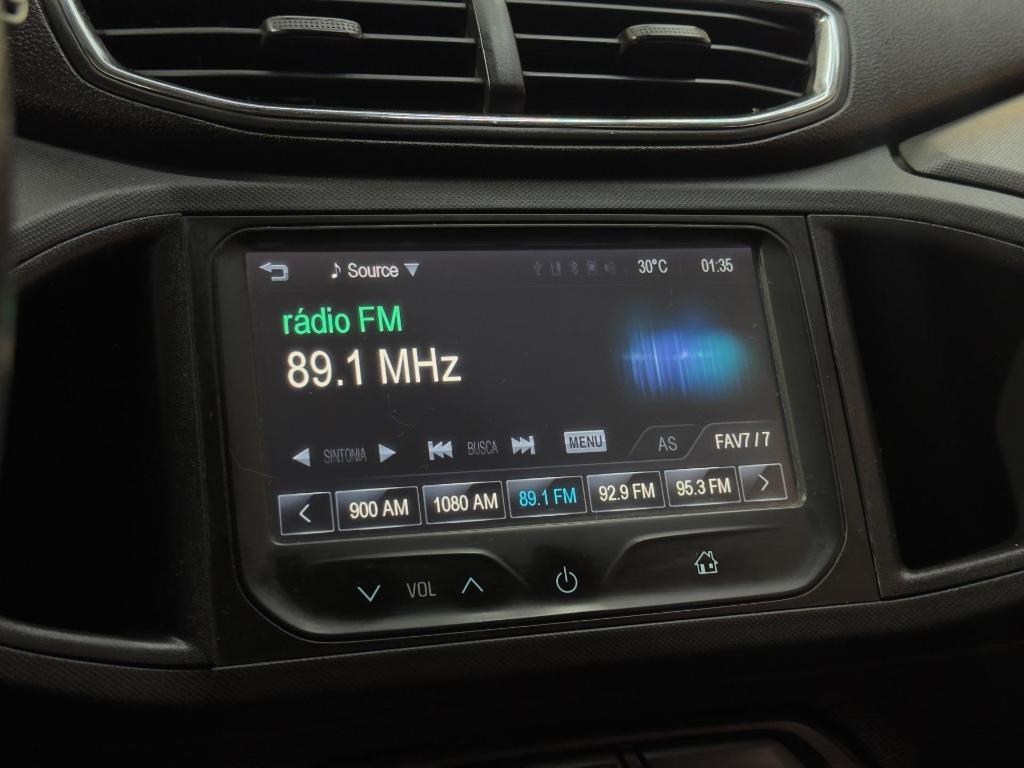 Source 30°C 01:35
rádio FM
89.1 MHz
SINTONIA BUSCA MENU AS FAV7 / 7
900 AM 1080 AM 89.1 FM 92.9 FM 95.3 FM
VOL